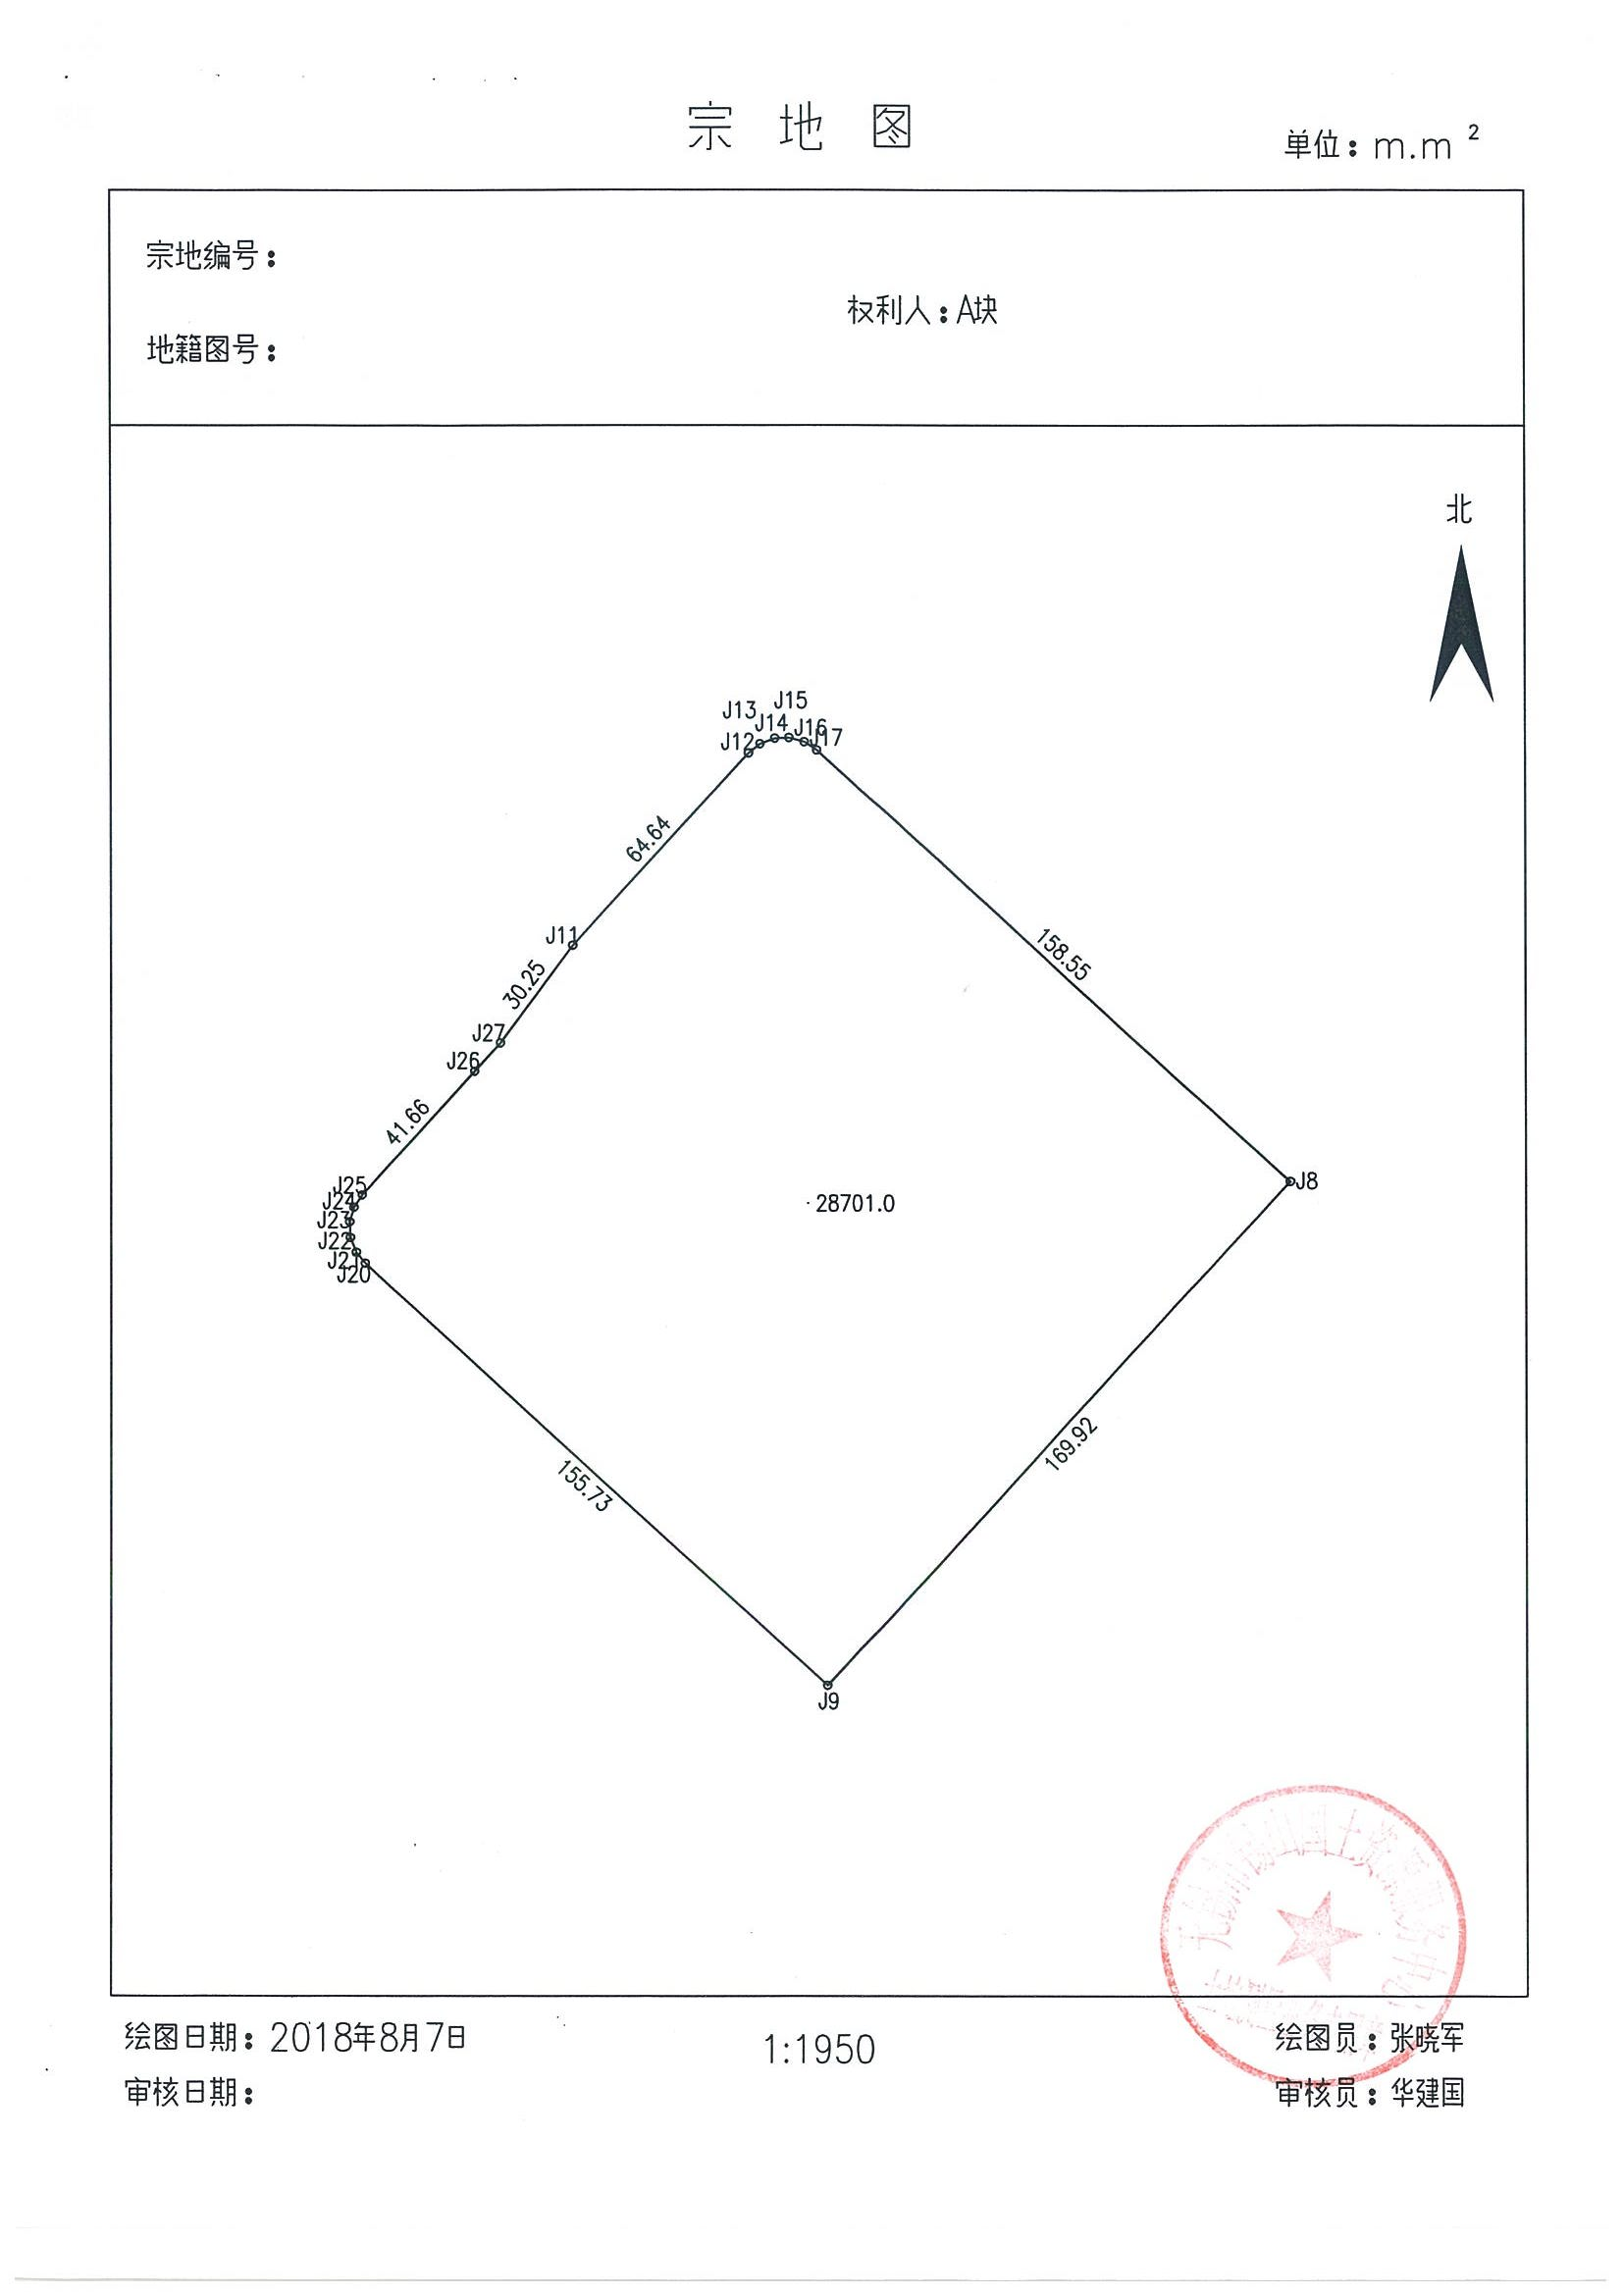 宗 地 图
单位：m.m²
宗地编号：
权利人：A块
地籍图号：
北
J15
J13
J14
J16
J17
J12
64.64
158.55
J11
30.25
J27
J26
41.66
J25
J24
J23
J22
J21
J20
J8
28701.0
169.92
155.73
J9
绘图日期：2018年8月7日
1:1950
绘图员：张晓军
审核日期：
审核员：华建国